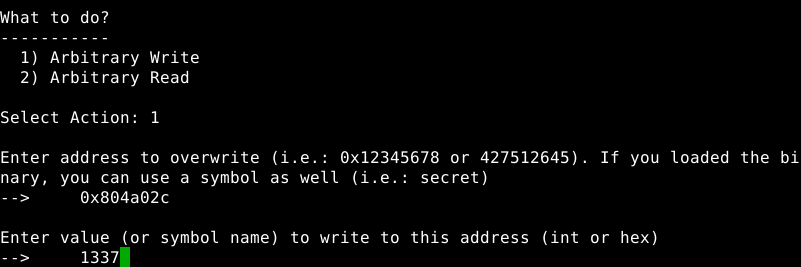 What to do?
-----------
  1) Arbitrary Write
  2) Arbitrary Read
Select Action: 1
Enter address to overwrite (i.e.: 0x12345678 or 427512645). If you loaded the bi
nary, you can use a symbol as well (i.e.: secret)
-->     0x804a02c
Enter value (or symbol name) to write to this address (int or hex)
-->     1337